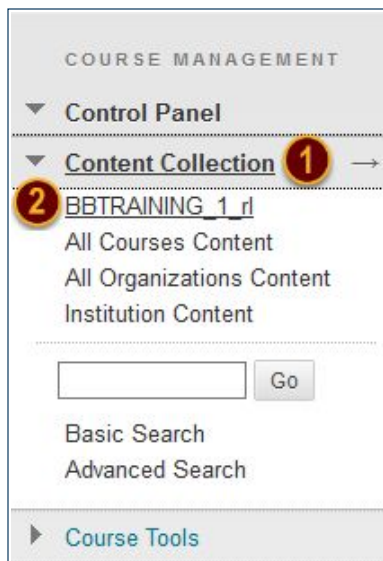 COURSE MANAGEMENT
Control Panel
Content Collection 1 →
2 BBTRAINING_1_rl
All Courses Content
All Organizations Content
Institution Content
Go
Basic Search
Advanced Search
Course Tools